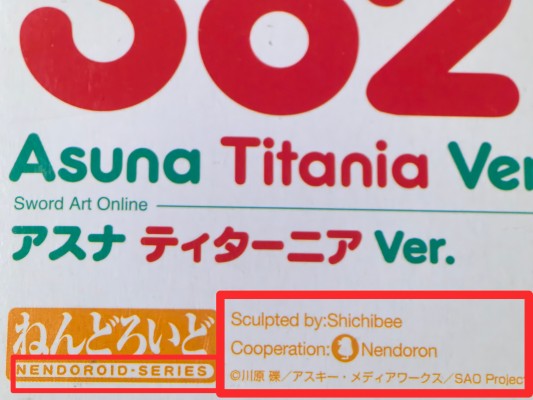 382
Asuna Titania Ver
Sword Art Online
アスナ ティターニア Ver.
ねんどろいど
NENDOROID·SERIES
Sculpted by:Shichibee
Cooperation: Nendoron
©川原 礫／アスキー・メディアワークス／SAO Project